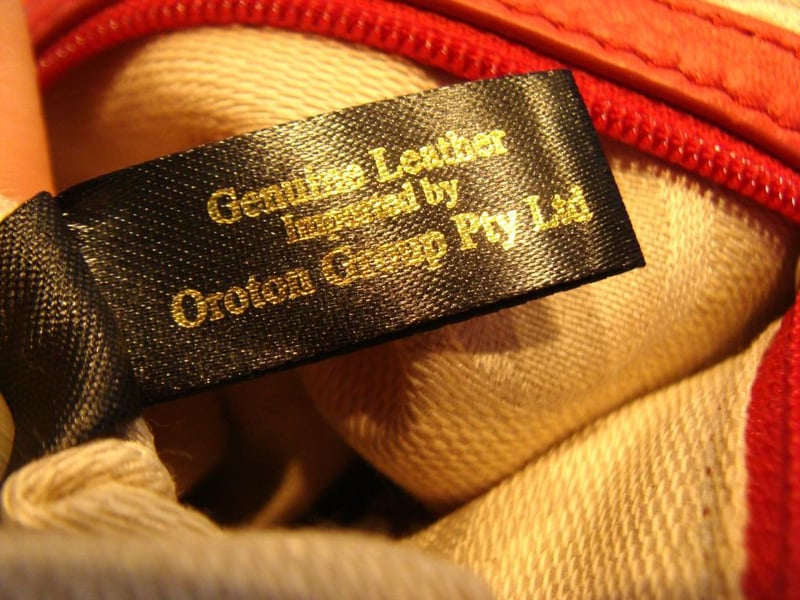 Genuine Leather
Imported by
Oroton Group Pty Ltd